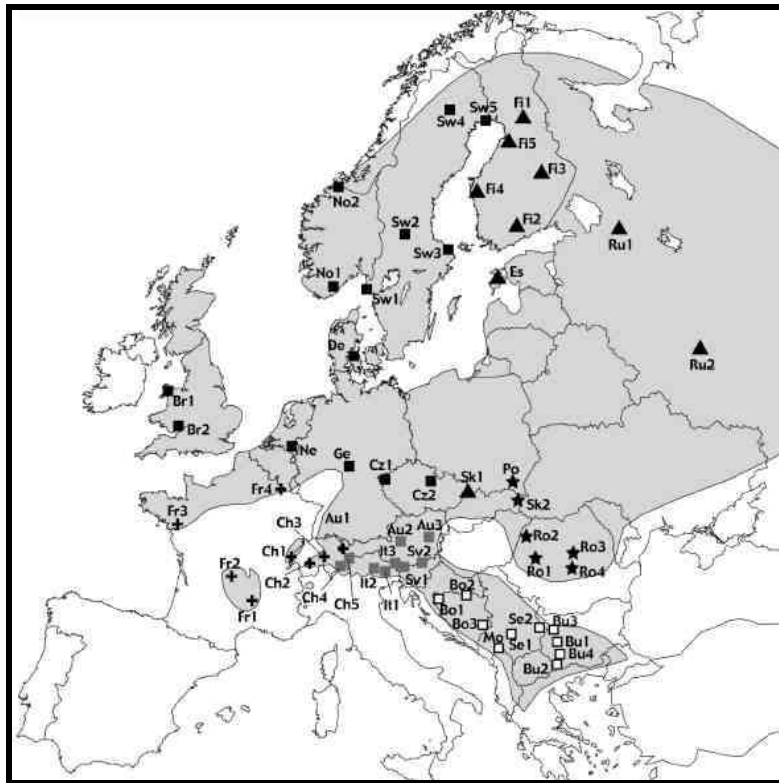 Sw5
Fi1
Sw4
Fi5
Fi3
No2
Fi4
Sw2
Fi2
Ru1
Sw3
Es
No1
Sw1
De
Ru2
Br1
Br2
Ne
Ge
Po
Cz1
Sk1
Fr4
Cz2
Sk2
Fr3
Ch3
Au1
Au2
Au3
Ro2
Ro3
Ch1
It3
Sv2
Fr2
Ch2
It2
Sv1
Ro1
Ro4
Ch4
Ch5
It1
Bo2
Fr1
Bo1
Bo3
Se2
Bu3
Mo
Se1
Bu1
Bu4
Bu2